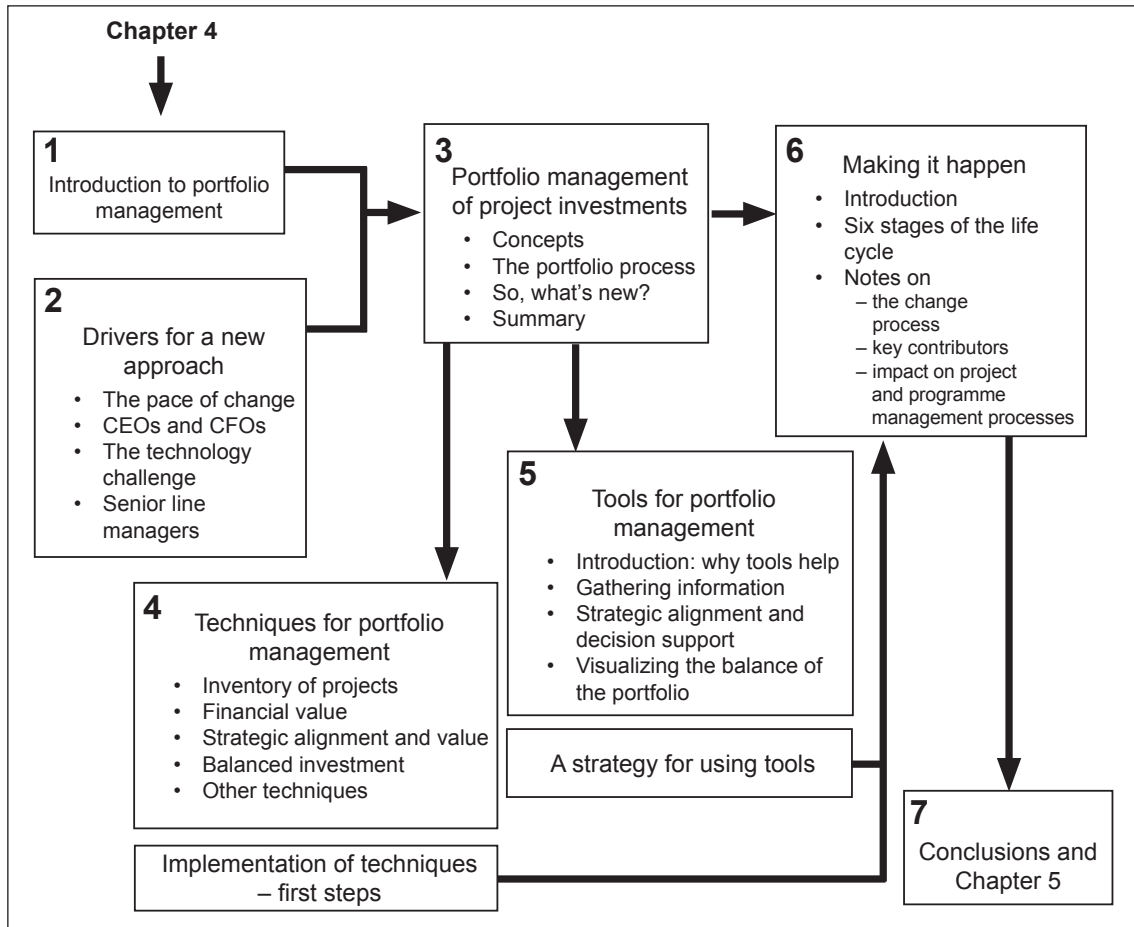 Chapter 4
1
Introduction to portfolio
management
2
Drivers for a new
approach
• The pace of change
• CEOs and CFOs
• The technology
challenge
• Senior line
managers
3
Portfolio management
of project investments
• Concepts
• The portfolio process
• So, what's new?
• Summary
4
Techniques for portfolio
management
• Inventory of projects
• Financial value
• Strategic alignment and value
• Balanced investment
• Other techniques
Implementation of techniques
– first steps
5
Tools for portfolio
management
• Introduction: why tools help
• Gathering information
• Strategic alignment and
decision support
• Visualizing the balance of
the portfolio
A strategy for using tools
6
Making it happen
• Introduction
• Six stages of the life
cycle
• Notes on
– the change
process
– key contributors
– impact on project
and programme
management processes
7
Conclusions and
Chapter 5